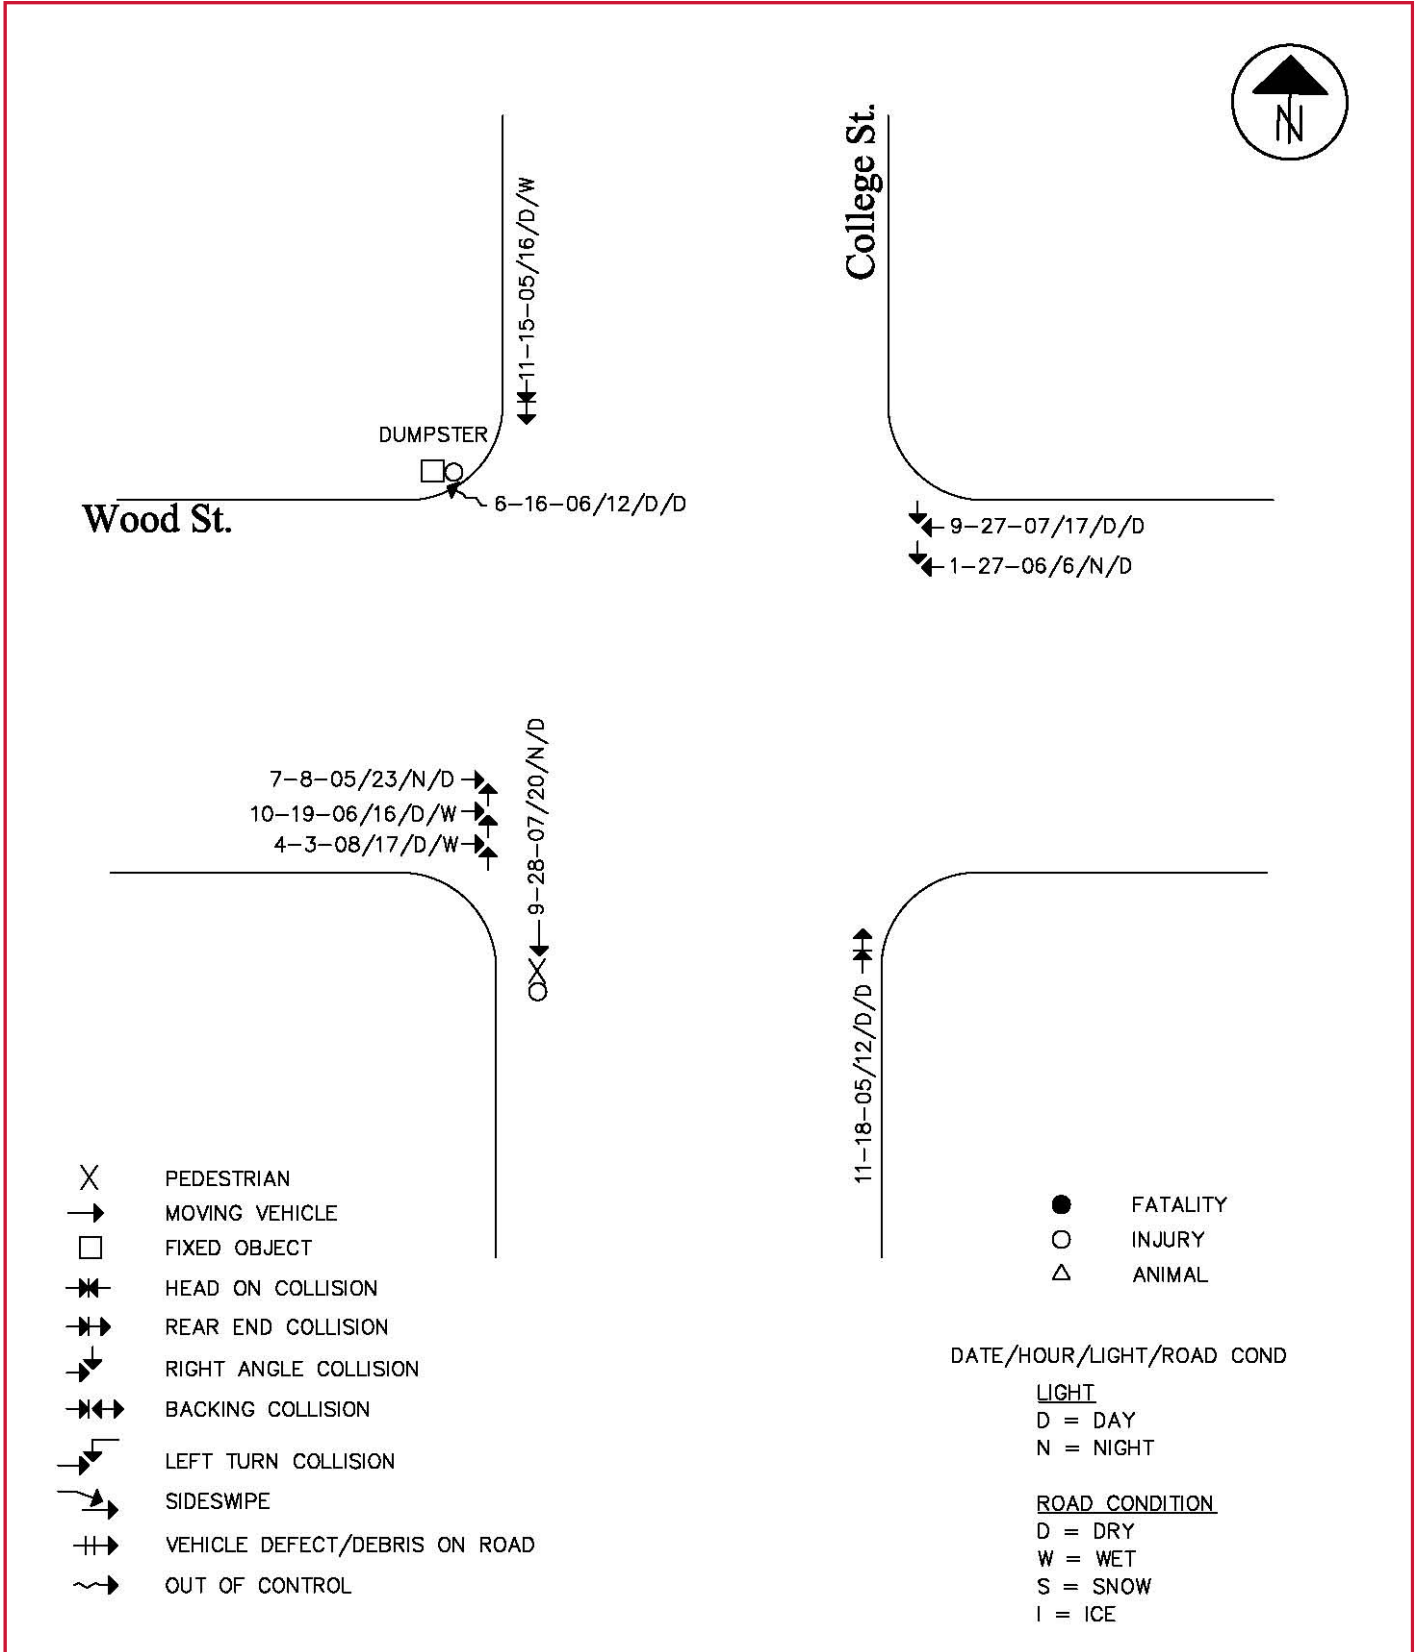 N
College St.
11-15-05/16/D/W
DUMPSTER
6-16-06/12/D/D
Wood St.
9-27-07/17/D/D
1-27-06/6/N/D
9-28-07/20/N/D
7-8-05/23/N/D
10-19-06/16/D/W
4-3-08/17/D/W
11-18-05/12/D/D
X PEDESTRIAN
MOVING VEHICLE
FIXED OBJECT
HEAD ON COLLISION
REAR END COLLISION
RIGHT ANGLE COLLISION
BACKING COLLISION
LEFT TURN COLLISION
SIDESWIPE
VEHICLE DEFECT/DEBRIS ON ROAD
OUT OF CONTROL
FATALITY
INJURY
ANIMAL
DATE/HOUR/LIGHT/ROAD COND
LIGHT
D = DAY
N = NIGHT
ROAD CONDITION
D = DRY
W = WET
S = SNOW
I = ICE